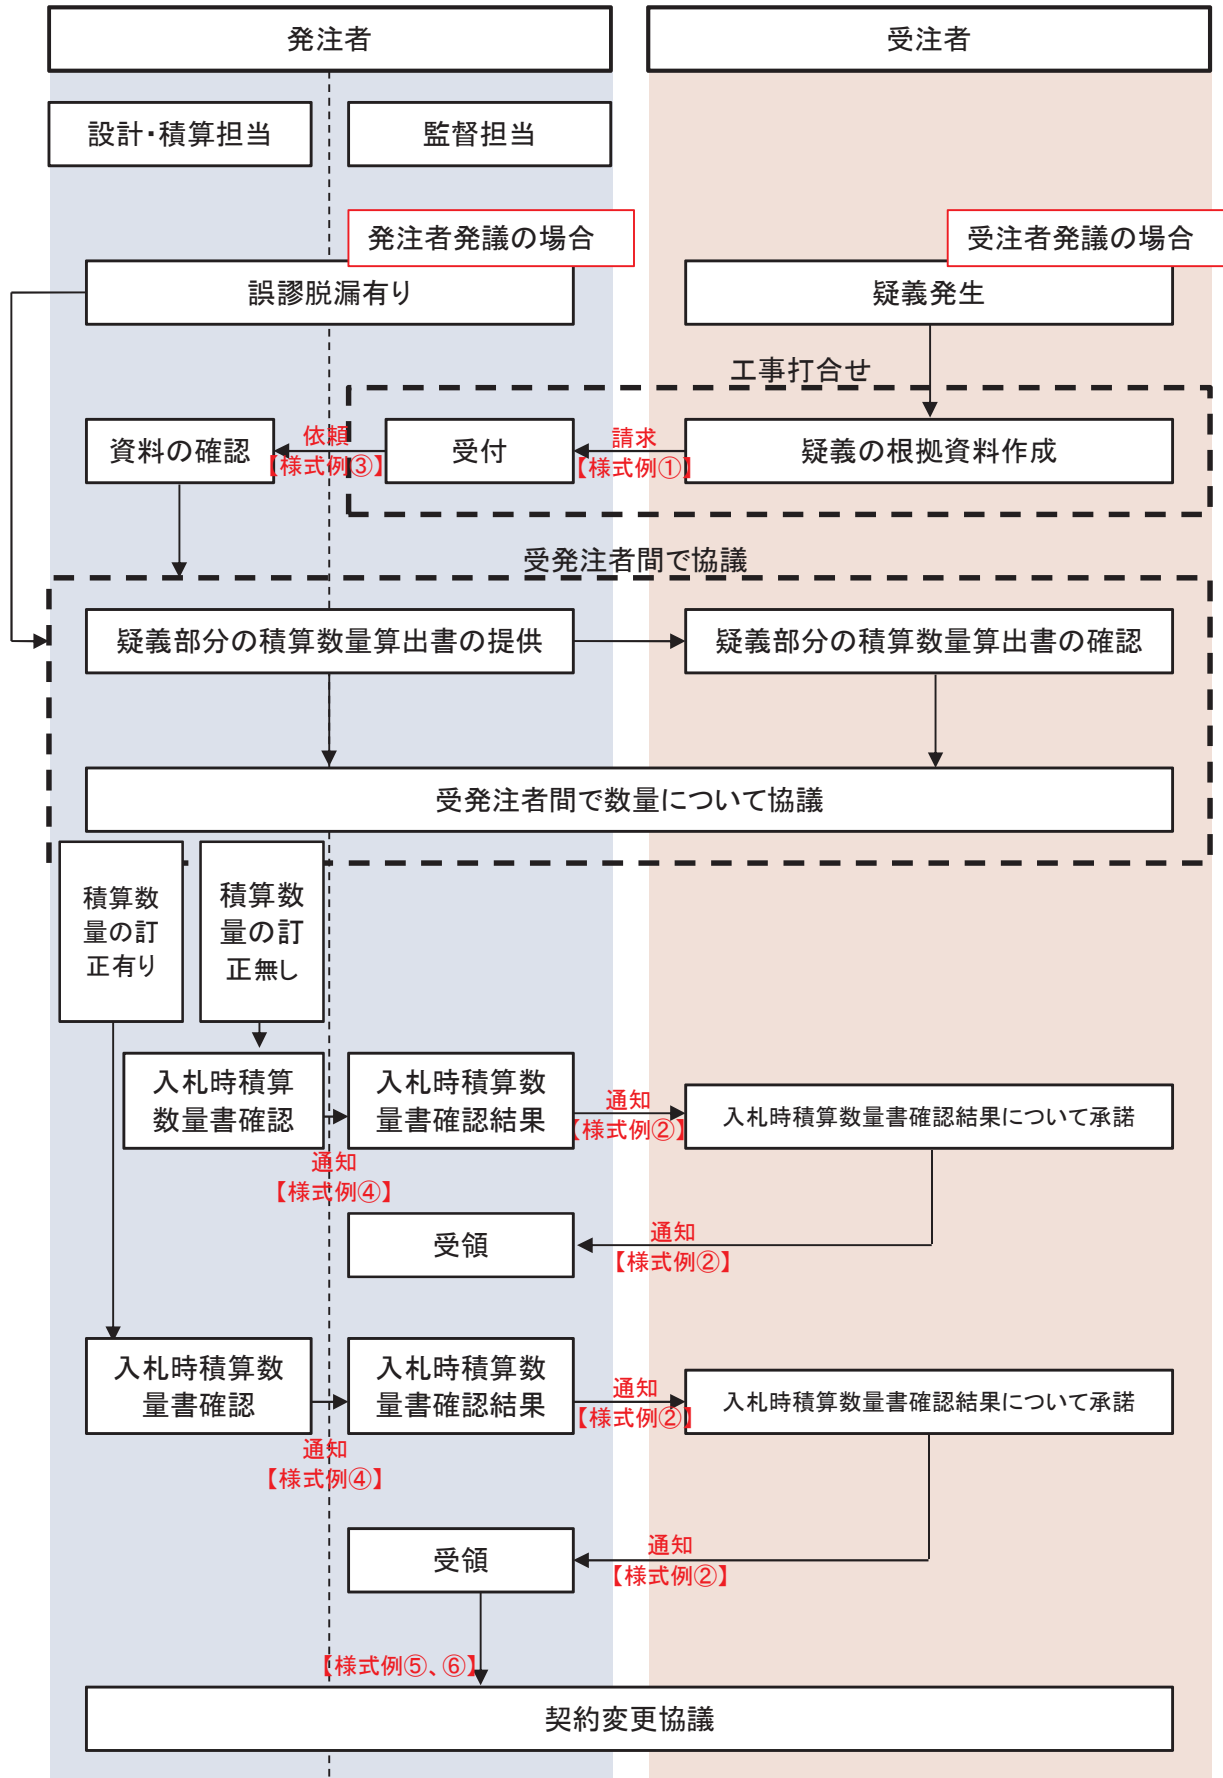 発注者
受注者
設計・積算担当
監督担当
発注者発議の場合
受注者発議の場合
誤謬脱漏有り
疑義発生
工事打合せ
資料の確認
依頼
【様式例③】
受付
請求
【様式例①】
疑義の根拠資料作成
受発注者間で協議
疑義部分の積算数量算出書の提供
疑義部分の積算数量算出書の確認
受発注者間で数量について協議
積算数
量の訂
正有り
積算数
量の訂
正無し
入札時積算
数量書確認
入札時積算数
量書確認結果
通知
【様式例②】
入札時積算数量書確認結果について承諾
通知
【様式例④】
受領
通知
【様式例②】
入札時積算数
量書確認
入札時積算数
量書確認結果
通知
【様式例②】
入札時積算数量書確認結果について承諾
通知
【様式例④】
受領
通知
【様式例②】
【様式例⑤、⑥】
契約変更協議